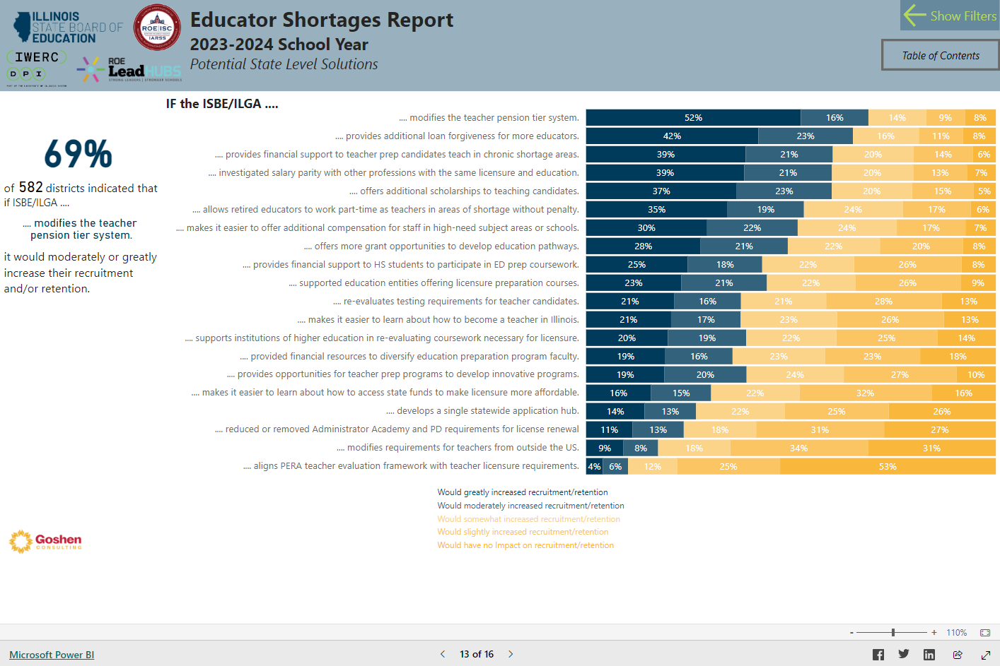 ILLINOIS
STATE BOARD OF
EDUCATION
ROE|ISC
IARSS
IWERC
DPI
PART OF THE UNIVERSITY OF ILLINOIS SYSTEM
ROE
LeadHUBS
STRONG LEADERS | STRONGER SCHOOLS
Educator Shortages Report
2023-2024 School Year
Potential State Level Solutions
Show Filters
Table of Contents
69%
of 582 districts indicated that
if ISBE/ILGA ....
.... modifies the teacher
pension tier system.
it would moderately or greatly
increase their recruitment
and/or retention.
IF the ISBE/ILGA ....
.... modifies the teacher pension tier system. 52% 16% 14% 9% 8%
.... provides additional loan forgiveness for more educators. 42% 23% 16% 11% 8%
.... provides financial support to teacher prep candidates teach in chronic shortage areas. 39% 21% 20% 14% 6%
.... investigated salary parity with other professions with the same licensure and education. 39% 21% 20% 13% 7%
.... offers additional scholarships to teaching candidates. 37% 23% 20% 15% 5%
.... allows retired educators to work part-time as teachers in areas of shortage without penalty. 35% 19% 24% 17% 6%
.... makes it easier to offer additional compensation for staff in high-need subject areas or schools. 30% 22% 24% 17% 7%
.... offers more grant opportunities to develop education pathways. 28% 21% 22% 20% 8%
.... provides financial support to HS students to participate in ED prep coursework. 25% 18% 22% 26% 8%
.... supported education entities offering licensure preparation courses. 23% 21% 22% 26% 9%
.... re-evaluates testing requirements for teacher candidates. 21% 16% 21% 28% 13%
.... makes it easier to learn about how to become a teacher in Illinois. 21% 17% 23% 26% 13%
.... supports institutions of higher education in re-evaluating coursework necessary for licensure. 20% 19% 22% 25% 14%
.... provided financial resources to diversify education preparation program faculty. 19% 16% 23% 23% 18%
.... provides opportunities for teacher prep programs to develop innovative programs. 19% 20% 24% 27% 10%
.... makes it easier to learn about how to access state funds to make licensure more affordable. 16% 15% 22% 32% 16%
.... develops a single statewide application hub. 14% 13% 22% 25% 26%
.... reduced or removed Administrator Academy and PD requirements for license renewal 11% 13% 18% 31% 27%
.... modifies requirements for teachers from outside the US. 9% 8% 18% 34% 31%
.... aligns PERA teacher evaluation framework with teacher licensure requirements. 4% 6% 12% 25% 53%
Would greatly increased recruitment/retention
Would moderately increased recruitment/retention
Would somewhat increased recruitment/retention
Would slightly increased recruitment/retention
Would have no Impact on recruitment/retention
Goshen
CONSULTING
- + 110%
Microsoft Power BI
13 of 16